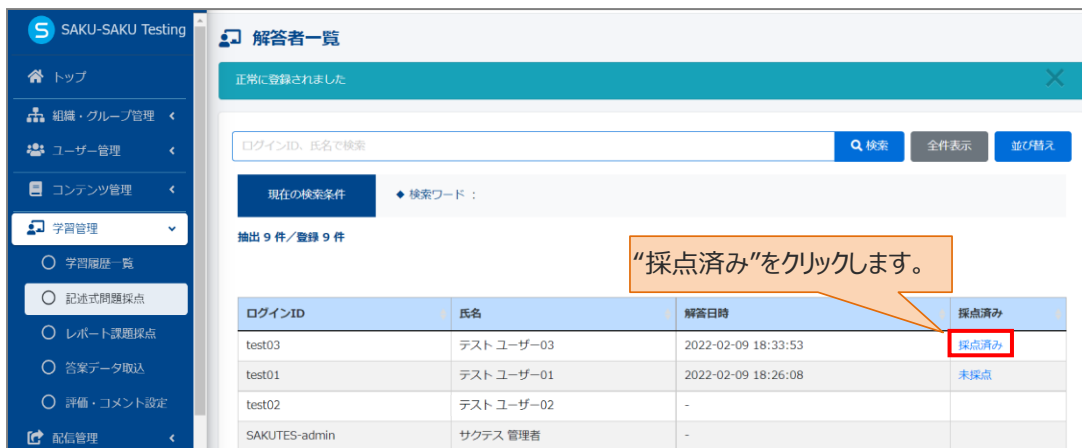 SAKU-SAKU Testing
トップ
組織・グループ管理
ユーザー管理
コンテンツ管理
学習管理
学習履歴一覧
記述式問題採点
レポート課題採点
答案データ取込
評価・コメント設定
配信管理
解答者一覧
正常に登録されました
ログインID、氏名で検索
検索 全件表示 並び替え
現在の検索条件 ◆ 検索ワード :
抽出 9 件／登録 9 件
“採点済み”をクリックします。
ログインID 氏名 解答日時 採点済み
test03 テスト ユーザー03 2022-02-09 18:33:53 採点済み
test01 テスト ユーザー01 2022-02-09 18:26:08 未採点
test02 テスト ユーザー02 -
SAKUTES-admin サクテス 管理者 -